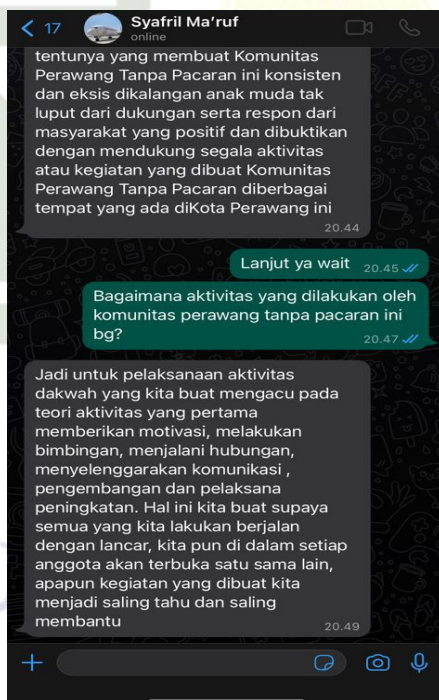 17
Syafril Ma'ruf
online
tentunya yang membuat Komunitas
Perawang Tanpa Pacaran ini konsisten
dan eksis dikalangan anak muda tak
luput dari dukungan serta respon dari
masyarakat yang positif dan dibuktikan
dengan mendukung segala aktivitas
atau kegiatan yang dibuat Komunitas
Perawang Tanpa Pacaran diberbagai
tempat yang ada diKota Perawang ini
20.44
Lanjut ya wait 20.45
Bagaimana aktivitas yang dilakukan oleh
komunitas perawang tanpa pacaran ini
bg?
20.47
Jadi untuk pelaksanaan aktivitas
dakwah yang kita buat mengacu pada
teori aktivitas yang pertama
memberikan motivasi, melakukan
bimbingan, menjalani hubungan,
menyelenggarakan komunikasi ,
pengembangan dan pelaksana
peningkatan. Hal ini kita buat supaya
semua yang kita lakukan berjalan
dengan lancar, kita pun di dalam setiap
anggota akan terbuka satu sama lain,
apapun kegiatan yang dibuat kita
menjadi saling tahu dan saling
membantu
20.49